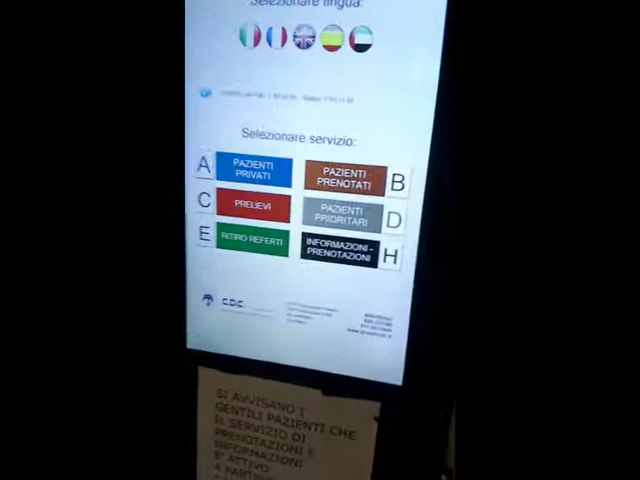 Selezionare lingua:
Selezionare servizio:
A PAZIENTI PRIVATI
PAZIENTI PRENOTATI B
C PRELIEVI
PAZIENTI PRIORITARI D
E RITIRO REFERTI
INFORMAZIONI - PRENOTAZIONI H
C.D.C.
SI AVVISANO I
GENTILI PAZIENTI CHE
IL SERVIZIO DI
PRENOTAZIONI E
INFORMAZIONI
E' ATTIVO
A PARTIRE